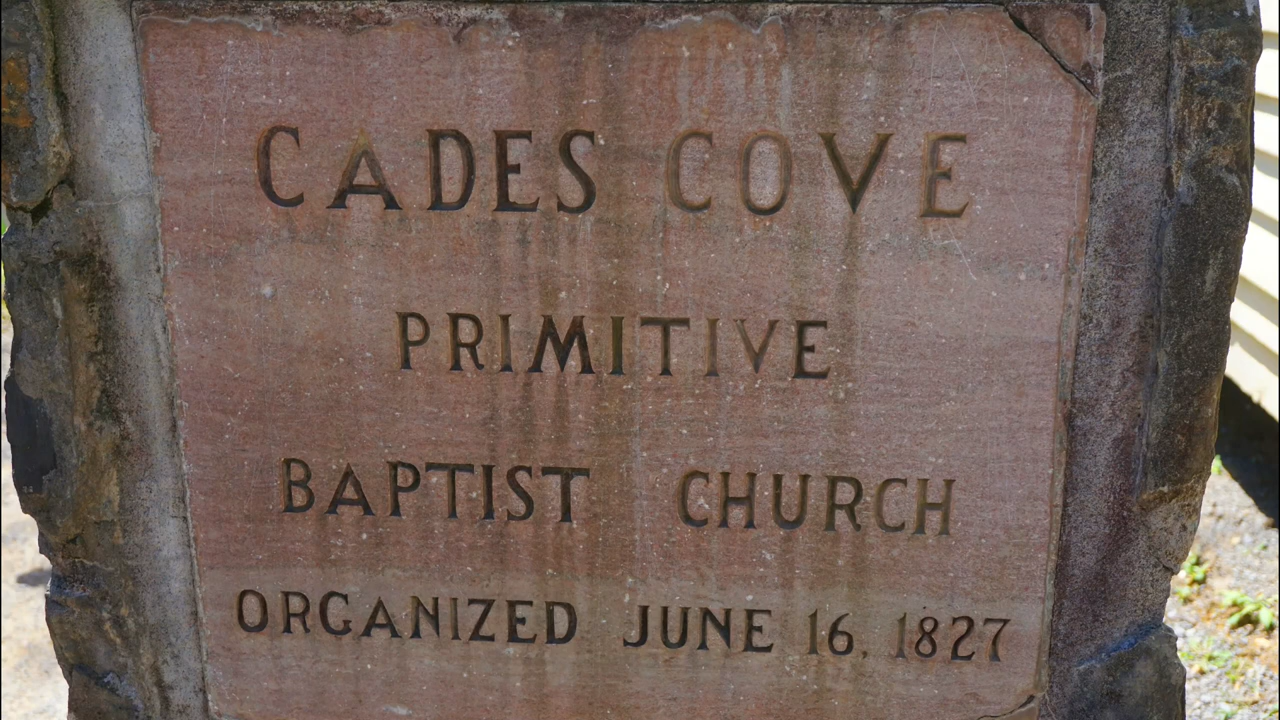 CADES COVE
PRIMITIVE
BAPTIST CHURCH
ORGANIZED JUNE 16, 1827